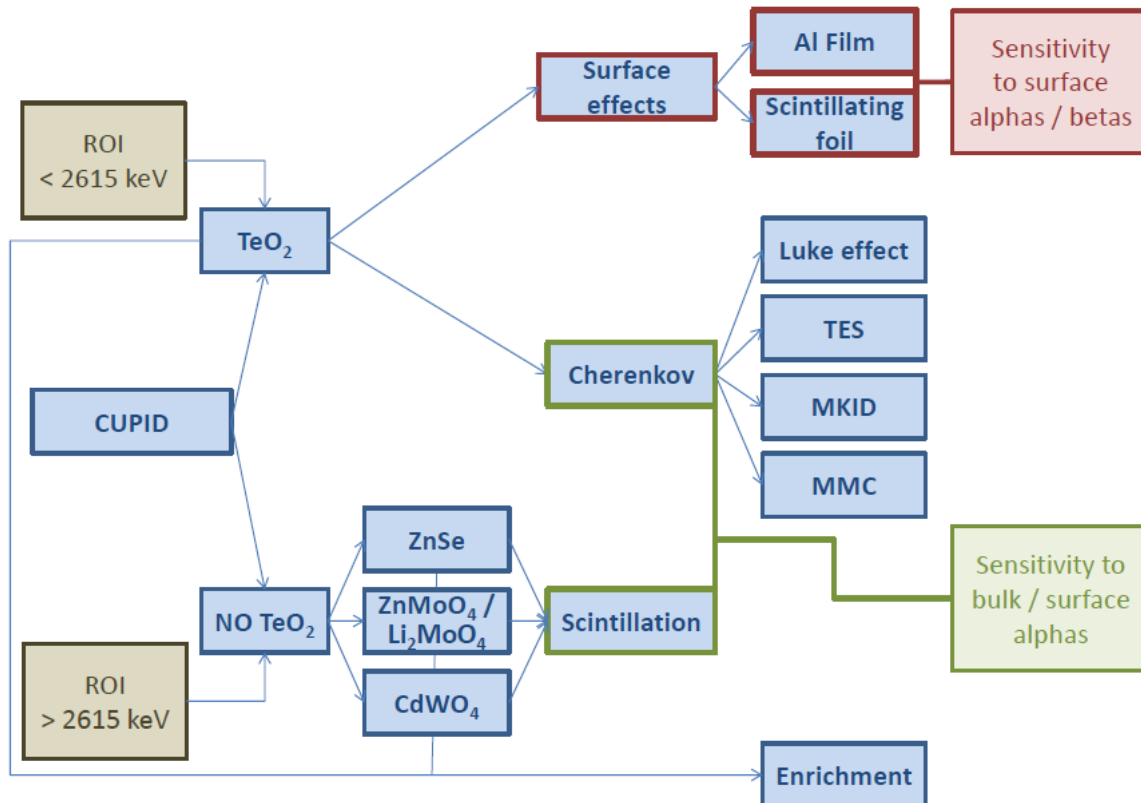 Al Film
Sensitivity
to surface
alphas / betas
Surface
effects
Scintillating
foil
ROI
< 2615 keV
TeO₂
Luke effect
TES
Cherenkov
MKID
CUPID
MMC
ZnSe
Sensitivity to
bulk / surface
alphas
NO TeO₂
ZnMoO₄ /
Li₂MoO₄
Scintillation
ROI
> 2615 keV
CdWO₄
Enrichment